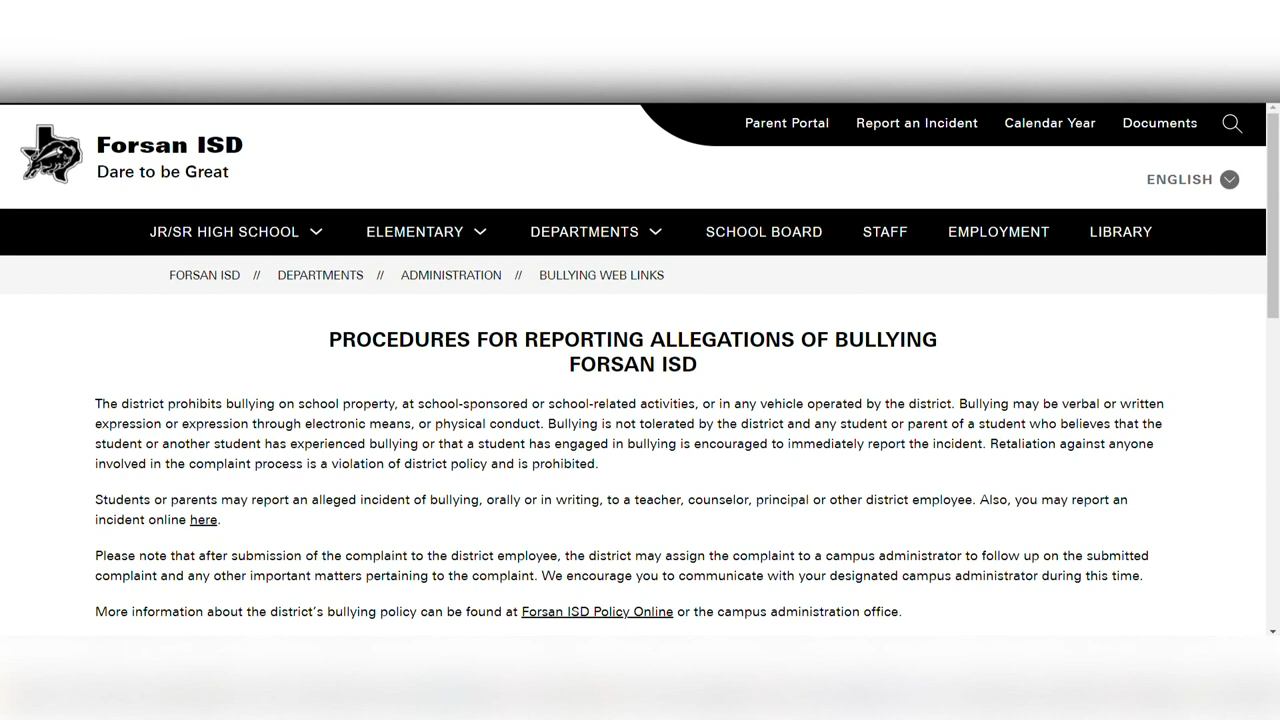 Parent Portal Report an Incident Calendar Year Documents
Forsan ISD
Dare to be Great
ENGLISH
JR/SR HIGH SCHOOL ELEMENTARY DEPARTMENTS SCHOOL BOARD STAFF EMPLOYMENT LIBRARY
FORSAN ISD // DEPARTMENTS // ADMINISTRATION // BULLYING WEB LINKS
PROCEDURES FOR REPORTING ALLEGATIONS OF BULLYING
FORSAN ISD
The district prohibits bullying on school property, at school-sponsored or school-related activities, or in any vehicle operated by the district. Bullying may be verbal or written
expression or expression through electronic means, or physical conduct. Bullying is not tolerated by the district and any student or parent of a student who believes that the
student or another student has experienced bullying or that a student has engaged in bullying is encouraged to immediately report the incident. Retaliation against anyone
involved in the complaint process is a violation of district policy and is prohibited.
Students or parents may report an alleged incident of bullying, orally or in writing, to a teacher, counselor, principal or other district employee. Also, you may report an
incident online here.
Please note that after submission of the complaint to the district employee, the district may assign the complaint to a campus administrator to follow up on the submitted
complaint and any other important matters pertaining to the complaint. We encourage you to communicate with your designated campus administrator during this time.
More information about the district's bullying policy can be found at Forsan ISD Policy Online or the campus administration office.